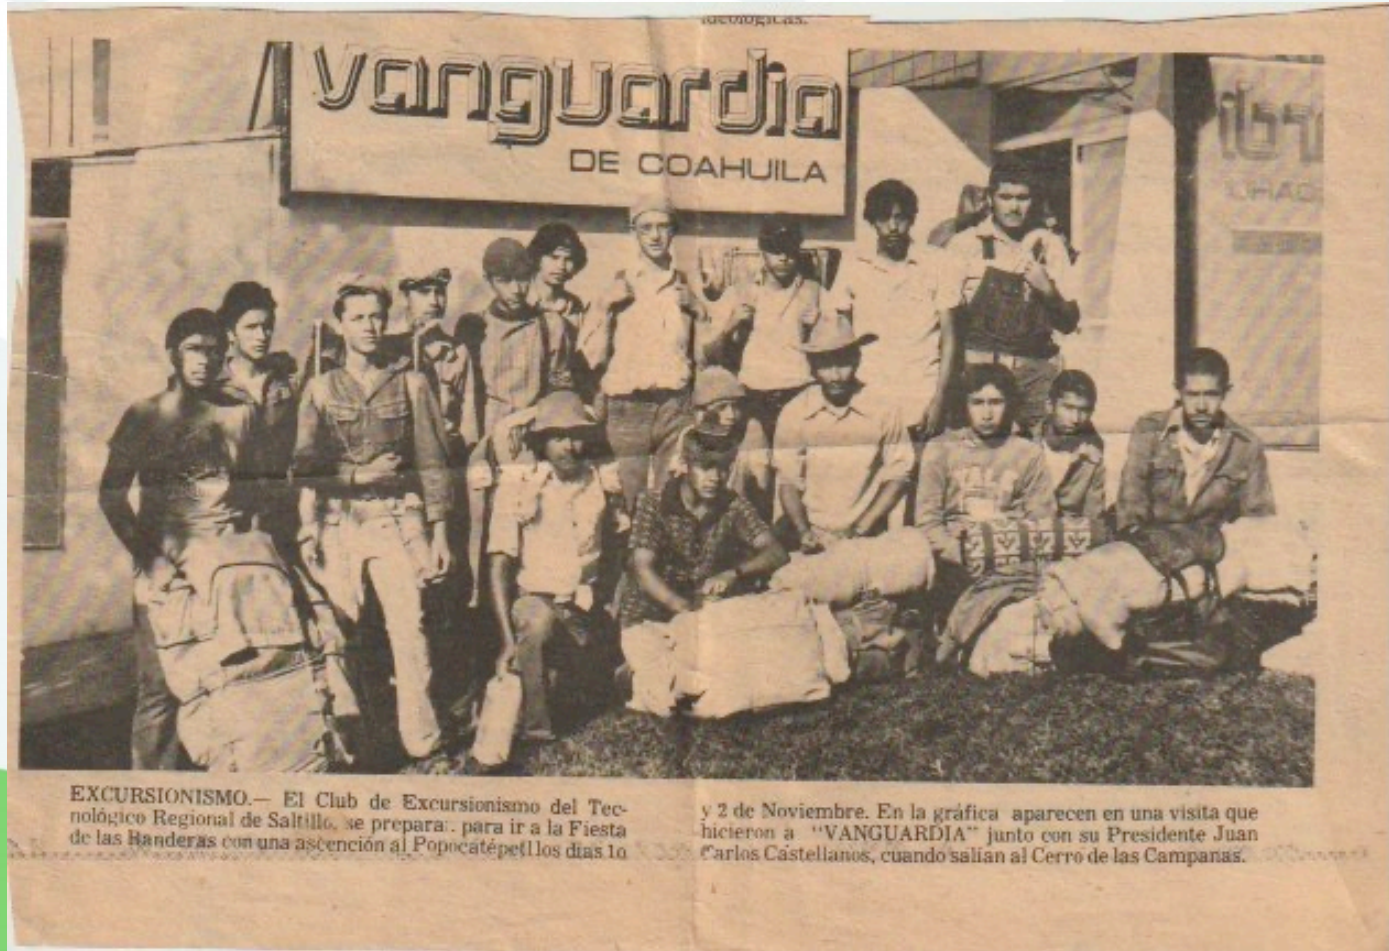 ideológicas.
vanguardia
DE COAHUILA
EXCURSIONISMO.— El Club de Excursionismo del Tec-
nológico Regional de Saltillo, se prepara para ir a la Fiesta
de las Banderas con una ascención al Popocatépetl los dias 1o
y 2 de Noviembre. En la gráfica aparecen en una visita que
hicieron a "VANGUARDIA" junto con su Presidente Juan
Carlos Castellanos, cuando salían al Cerro de las Campanas.